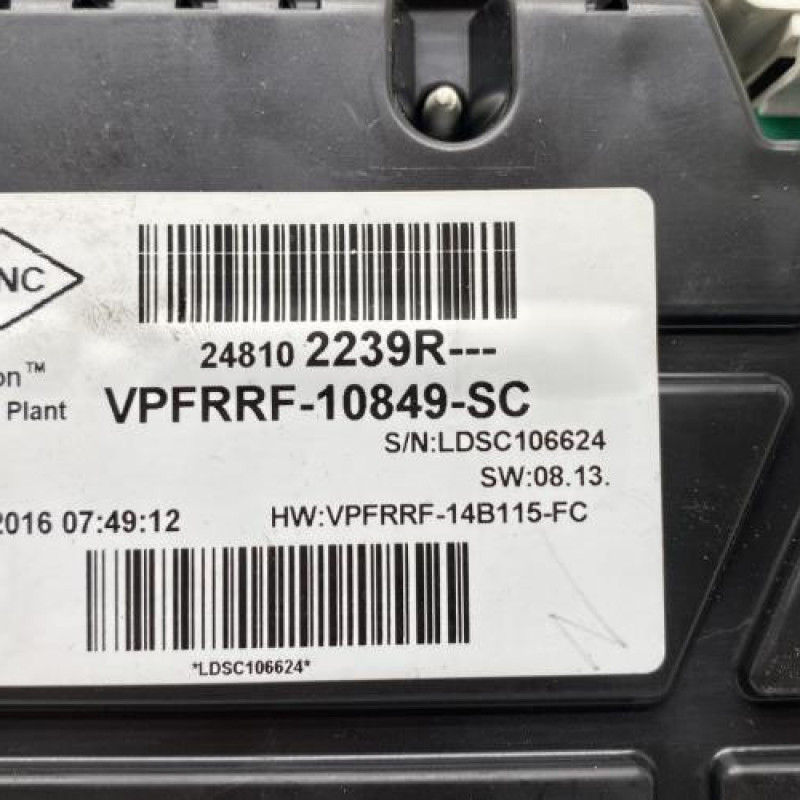 NC
24810 2239R---
on™
Plant
VPFRRF-10849-SC
S/N:LDSC106624
SW:08.13.
2016 07:49:12
HW:VPFRRF-14B115-FC
*LDSC106624*